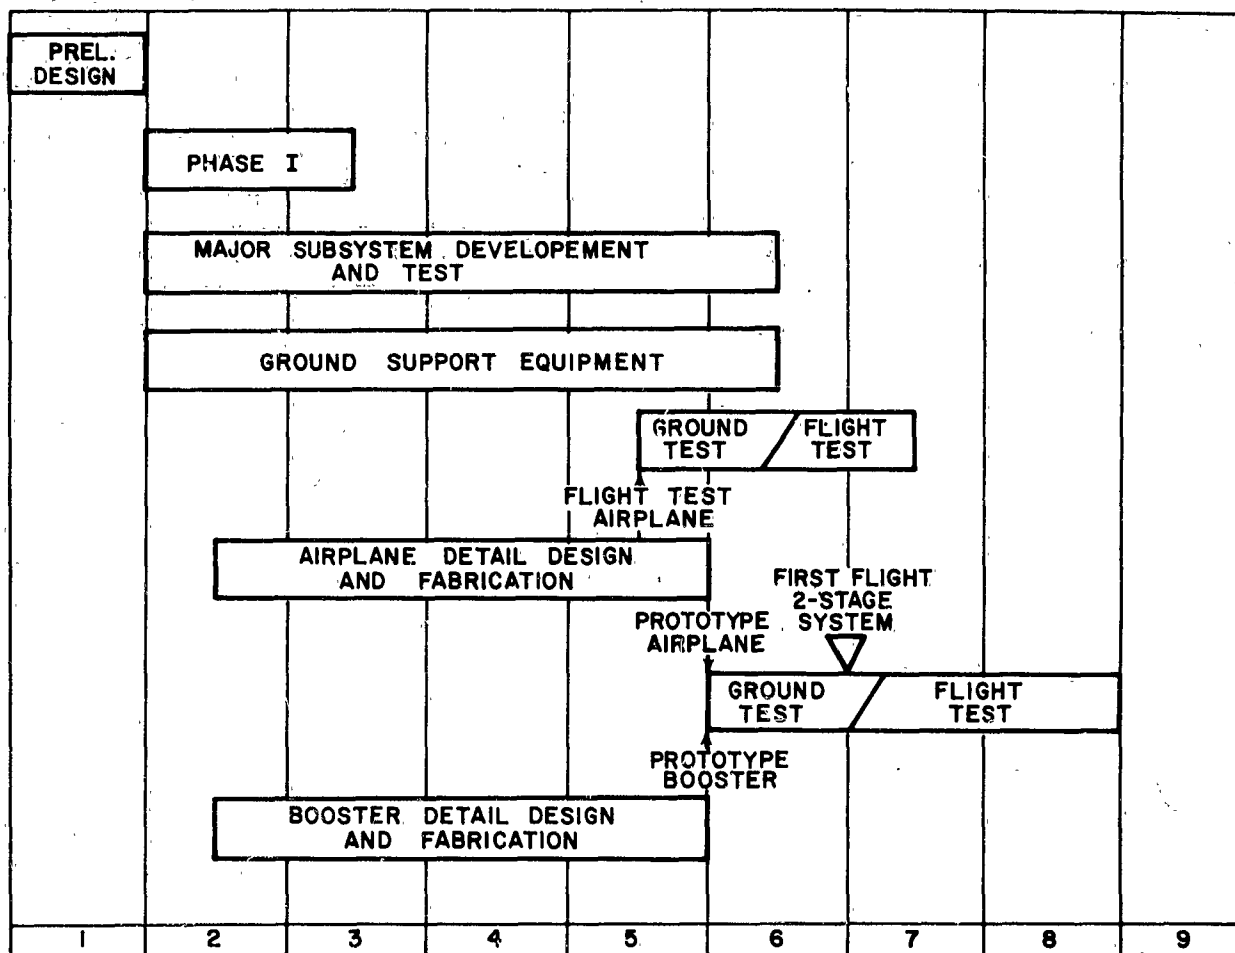 PREL.
DESIGN
PHASE I
MAJOR SUBSYSTEM DEVELOPEMENT
AND TEST
GROUND SUPPORT EQUIPMENT
GROUND
TEST
FLIGHT
TEST
FLIGHT TEST
AIRPLANE
AIRPLANE DETAIL DESIGN
AND FABRICATION
FIRST FLIGHT
2-STAGE
SYSTEM
PROTOTYPE
AIRPLANE
GROUND
TEST
FLIGHT
TEST
PROTOTYPE
BOOSTER
BOOSTER DETAIL DESIGN
AND FABRICATION
1 2 3 4 5 6 7 8 9